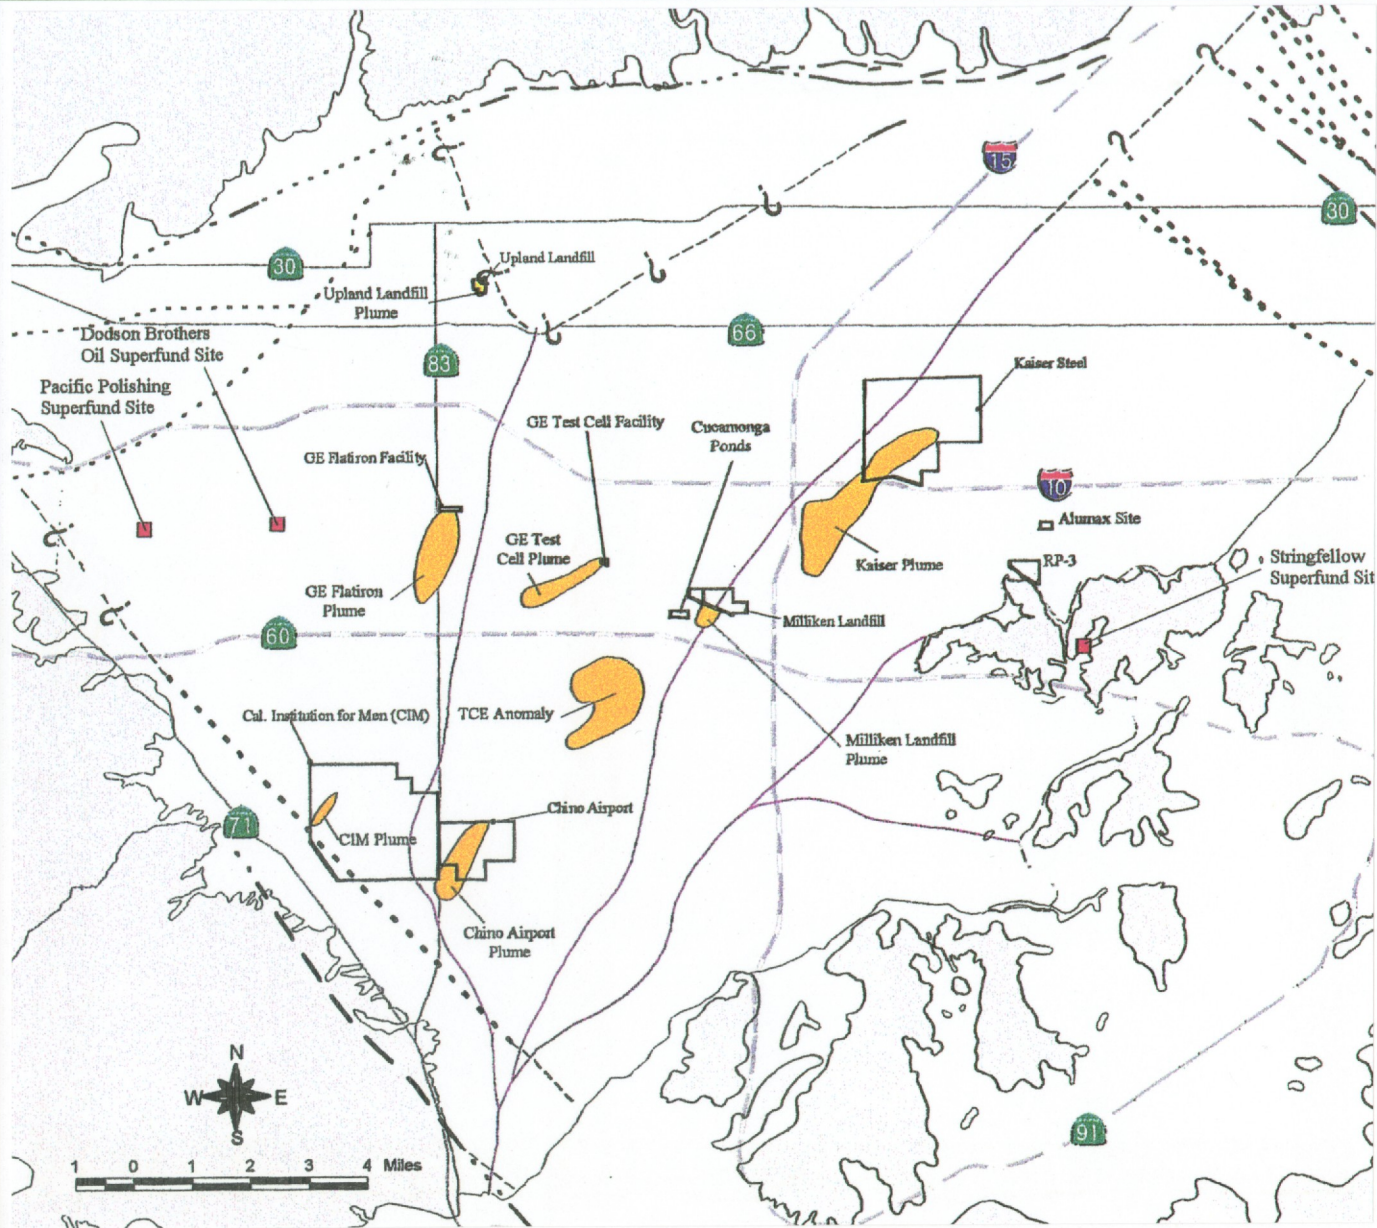 15
30
30
Upland Landfill
Upland Landfill
Plume
66
Dodson Brothers
Oil Superfund Site
83
Kaiser Steel
Pacific Polishing
Superfund Site
GE Test Cell Facility
Cucamonga
Ponds
GE Flatiron Facility
10
Alumax Site
GE Test
Cell Plume
Kaiser Plume
RP-3
Stringfellow
Superfund Sit
GE Flatiron
Plume
Milliken Landfill
60
Cal. Institution for Men (CIM)
TCE Anomaly
Milliken Landfill
Plume
Chino Airport
71
CIM Plume
Chino Airport
Plume
N
W E
S
91
1 0 1 2 3 4 Miles